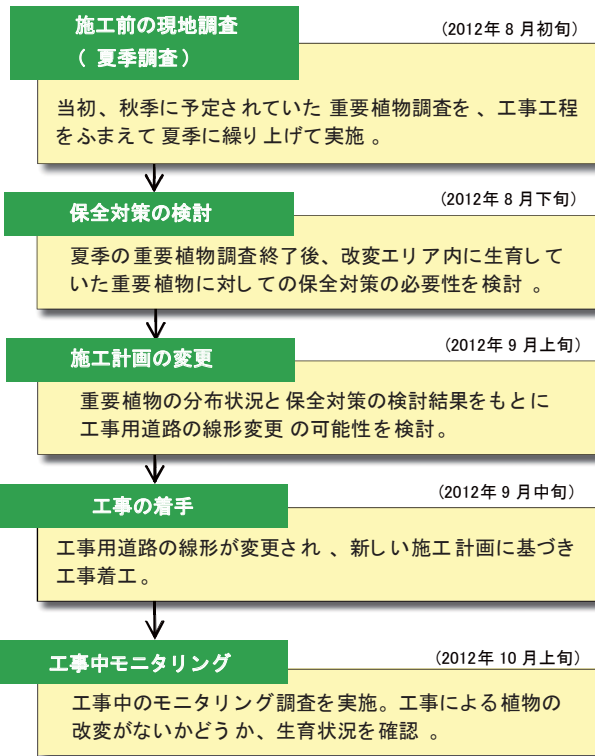 施工前の現地調査
（ 夏季調査）
(2012年 8 月初旬)
当初、秋季に予定されていた 重要植物調査を 、工事工程
をふまえて 夏季に繰り上げて実施 。
保全対策の検討
(2012年 8 月下旬)
夏季の重要植物調査終了後、改変エリア内に生育して
いた重要植物に対しての保全対策の必要性を検討 。
施工計画の変更
(2012年 9 月上旬)
重要植物の分布状況と保全対策の検討結果をもとに
工事用道路の線形変更 の可能性を検討。
工事の着手
(2012年 9 月中旬)
工事用道路の線形が変更され 、新しい施工計画に基づき
工事着工。
工事中モニタリング
(2012年 10 月上旬)
工事中のモニタリング調査を実施。工事による植物の
改変がないかどうか、生育状況を確認 。